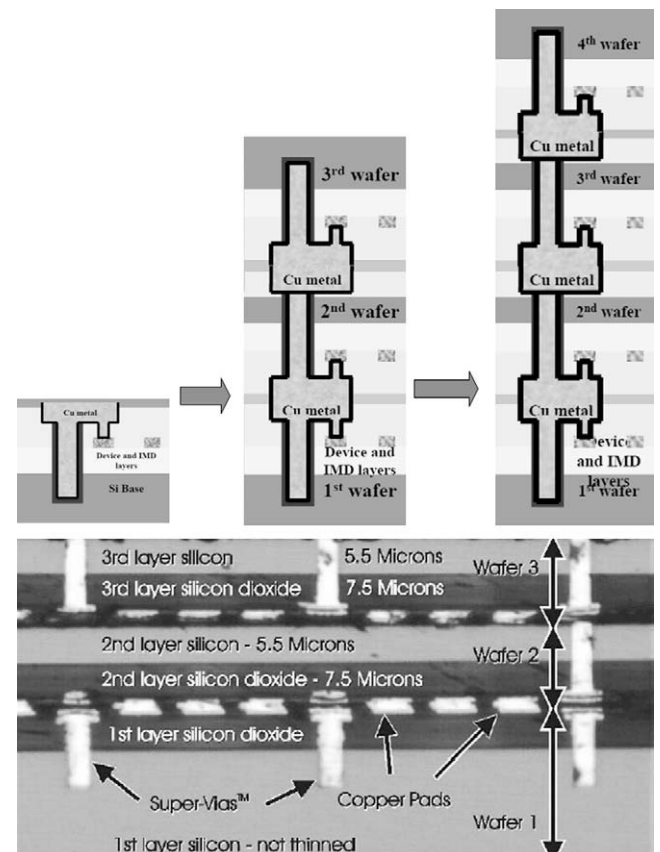 Cu metal
Device and IMD
layers
Si Base
3rd wafer
Cu metal
2nd wafer
Cu metal
Device and IMD
layers
1st wafer
4th wafer
Cu metal
3rd wafer
Cu metal
2nd wafer
Cu metal
Device
and IMD
layers
1st wafer
3rd layer silicon 5.5 Microns
3rd layer silicon dioxide 7.5 Microns
Wafer 3
2nd layer silicon - 5.5 Microns
2nd layer silicon dioxide - 7.5 Microns
Wafer 2
1st layer silicon dioxide
Super-Vias™
Copper Pads
Wafer 1
1st layer silicon - not thinned